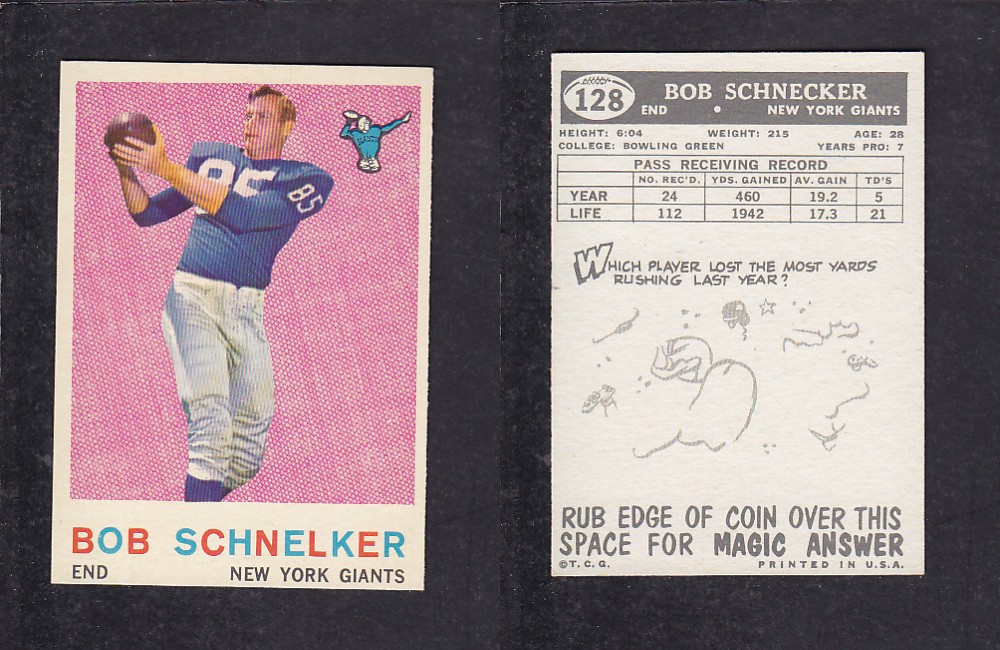 85
85
BOB SCHNELKER
END NEW YORK GIANTS
128
BOB SCHNECKER
END • NEW YORK GIANTS
HEIGHT: 6:04 WEIGHT: 215 AGE: 28
COLLEGE: BOWLING GREEN YEARS PRO: 7
PASS RECEIVING RECORD
NO. REC'D. YDS. GAINED AV. GAIN TD'S
YEAR 24 460 19.2 5
LIFE 112 1942 17.3 21
WHICH PLAYER LOST THE MOST YARDS
RUSHING LAST YEAR?
RUB EDGE OF COIN OVER THIS
SPACE FOR MAGIC ANSWER
©T.C.G. PRINTED IN U.S.A.